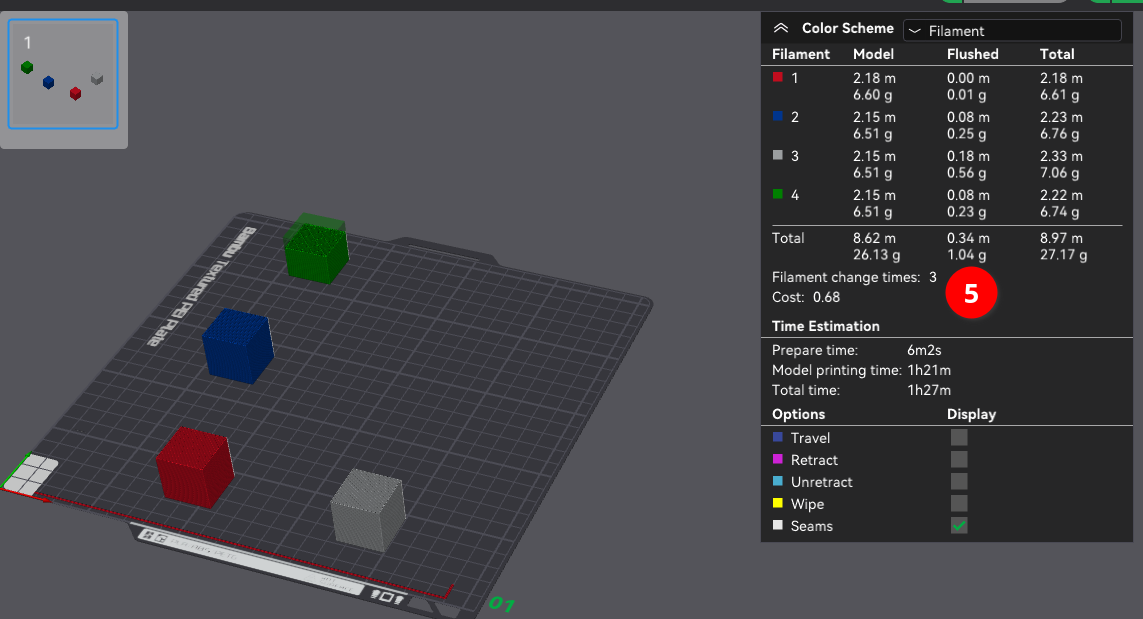 1
Color Scheme Filament
Filament Model Flushed Total
1 2.18 m 0.00 m 2.18 m
6.60 g 0.01 g 6.61 g
2 2.15 m 0.08 m 2.23 m
6.51 g 0.25 g 6.76 g
3 2.15 m 0.18 m 2.33 m
6.51 g 0.56 g 7.06 g
4 2.15 m 0.08 m 2.22 m
6.51 g 0.23 g 6.74 g
Total 8.62 m 0.34 m 8.97 m
26.13 g 1.04 g 27.17 g
Filament change times: 3
Cost: 0.68
5
Time Estimation
Prepare time: 6m2s
Model printing time: 1h21m
Total time: 1h27m
Options Display
Travel
Retract
Unretract
Wipe
Seams
Bambu Textured PEI Plate
01